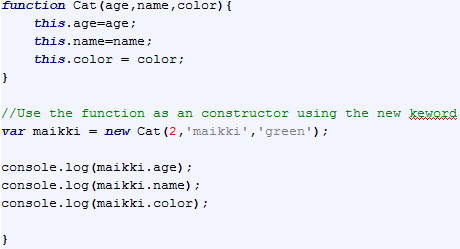 function Cat(age,name,color){
this.age=age;
this.name=name;
this.color = color;
}
//Use the function as an constructor using the new keword
var maikki = new Cat(2,'maikki','green');
console.log(maikki.age);
console.log(maikki.name);
console.log(maikki.color);
}